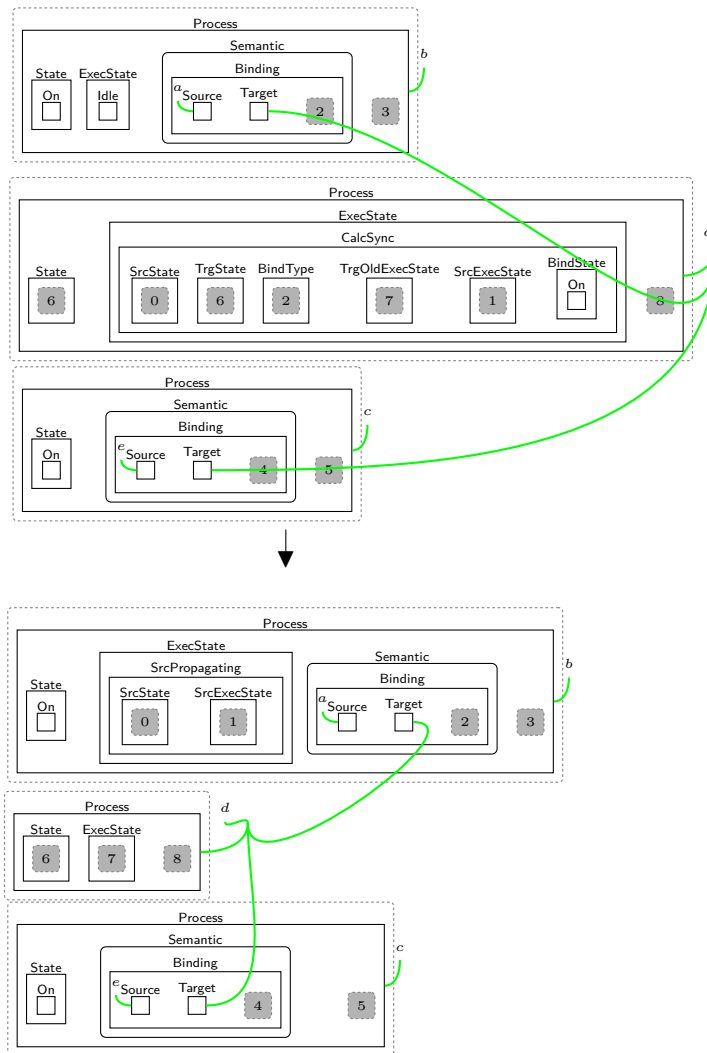 Process
Semantic
b
Binding
State ExecState
a Source Target
On Idle
2 3
Process
d
ExecState
CalcSync
BindState
State SrcState TrgState BindType TrgOldExecState SrcExecState
On
6 0 6 2 7 1 8
Process
Semantic
c
Binding
State
e Source Target
On
4 5
Process
ExecState
Semantic
b
SrcPropagating
Binding
State SrcState SrcExecState
a Source Target
On
0 1 2 3
Process
d
State ExecState
6 7 8
Process
Semantic
c
Binding
State
e Source Target
On
4 5